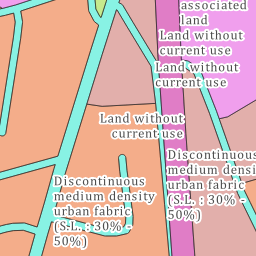 associated
land
Land without
current use
Land without
current use
Land without
current use
Discontinuous
medium density
urban fabric
(S.L. : 30% -
50%)
Discontinuous
medium density
urban fabric
(S.L. : 30% -
50%)